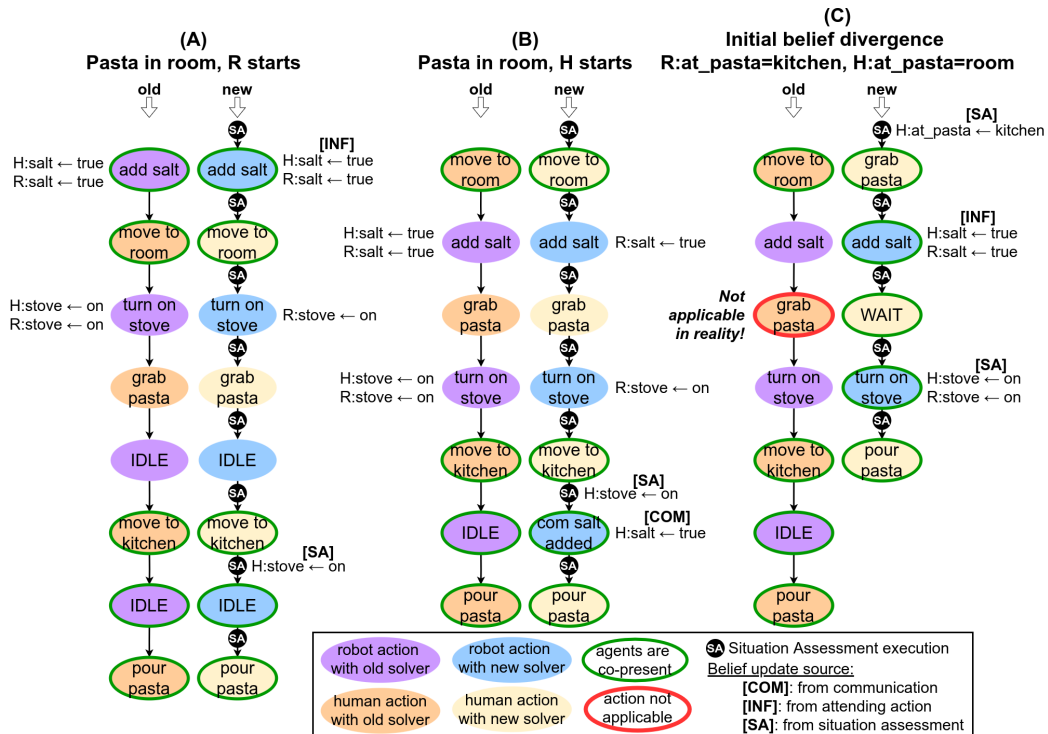 (A)
Pasta in room, R starts
old
new
SA
[INF]
H:salt ← true
R:salt ← true
add salt
add salt
H:salt ← true
R:salt ← true
SA
move to
room
move to
room
SA
H:stove ← on
R:stove ← on
turn on
stove
turn on
stove
R:stove ← on
SA
grab
pasta
grab
pasta
SA
IDLE
IDLE
SA
move to
kitchen
move to
kitchen
[SA]
SA
H:stove ← on
IDLE
IDLE
SA
pour
pasta
pour
pasta
(B)
Pasta in room, H starts
old
new
SA
move to
room
move to
room
SA
H:salt ← true
R:salt ← true
add salt
add salt
R:salt ← true
SA
grab
pasta
grab
pasta
SA
H:stove ← on
R:stove ← on
turn on
stove
turn on
stove
R:stove ← on
SA
move to
kitchen
move to
kitchen
[SA]
SA
H:stove ← on
[COM]
IDLE
com salt
added
H:salt ← true
SA
pour
pasta
pour
pasta
(C)
Initial belief divergence
R:at_pasta=kitchen, H:at_pasta=room
old
new
[SA]
SA
H:at_pasta ← kitchen
move to
room
grab
pasta
SA
[INF]
add salt
add salt
H:salt ← true
R:salt ← true
SA
Not
applicable
in reality!
grab
pasta
WAIT
SA
[SA]
turn on
stove
turn on
stove
H:stove ← on
R:stove ← on
SA
move to
kitchen
pour
pasta
IDLE
pour
pasta
robot action
with old solver
robot action
with new solver
agents are
co-present
human action
with old solver
human action
with new solver
action not
applicable
SA Situation Assessment execution
Belief update source:
[COM]: from communication
[INF]: from attending action
[SA]: from situation assessment